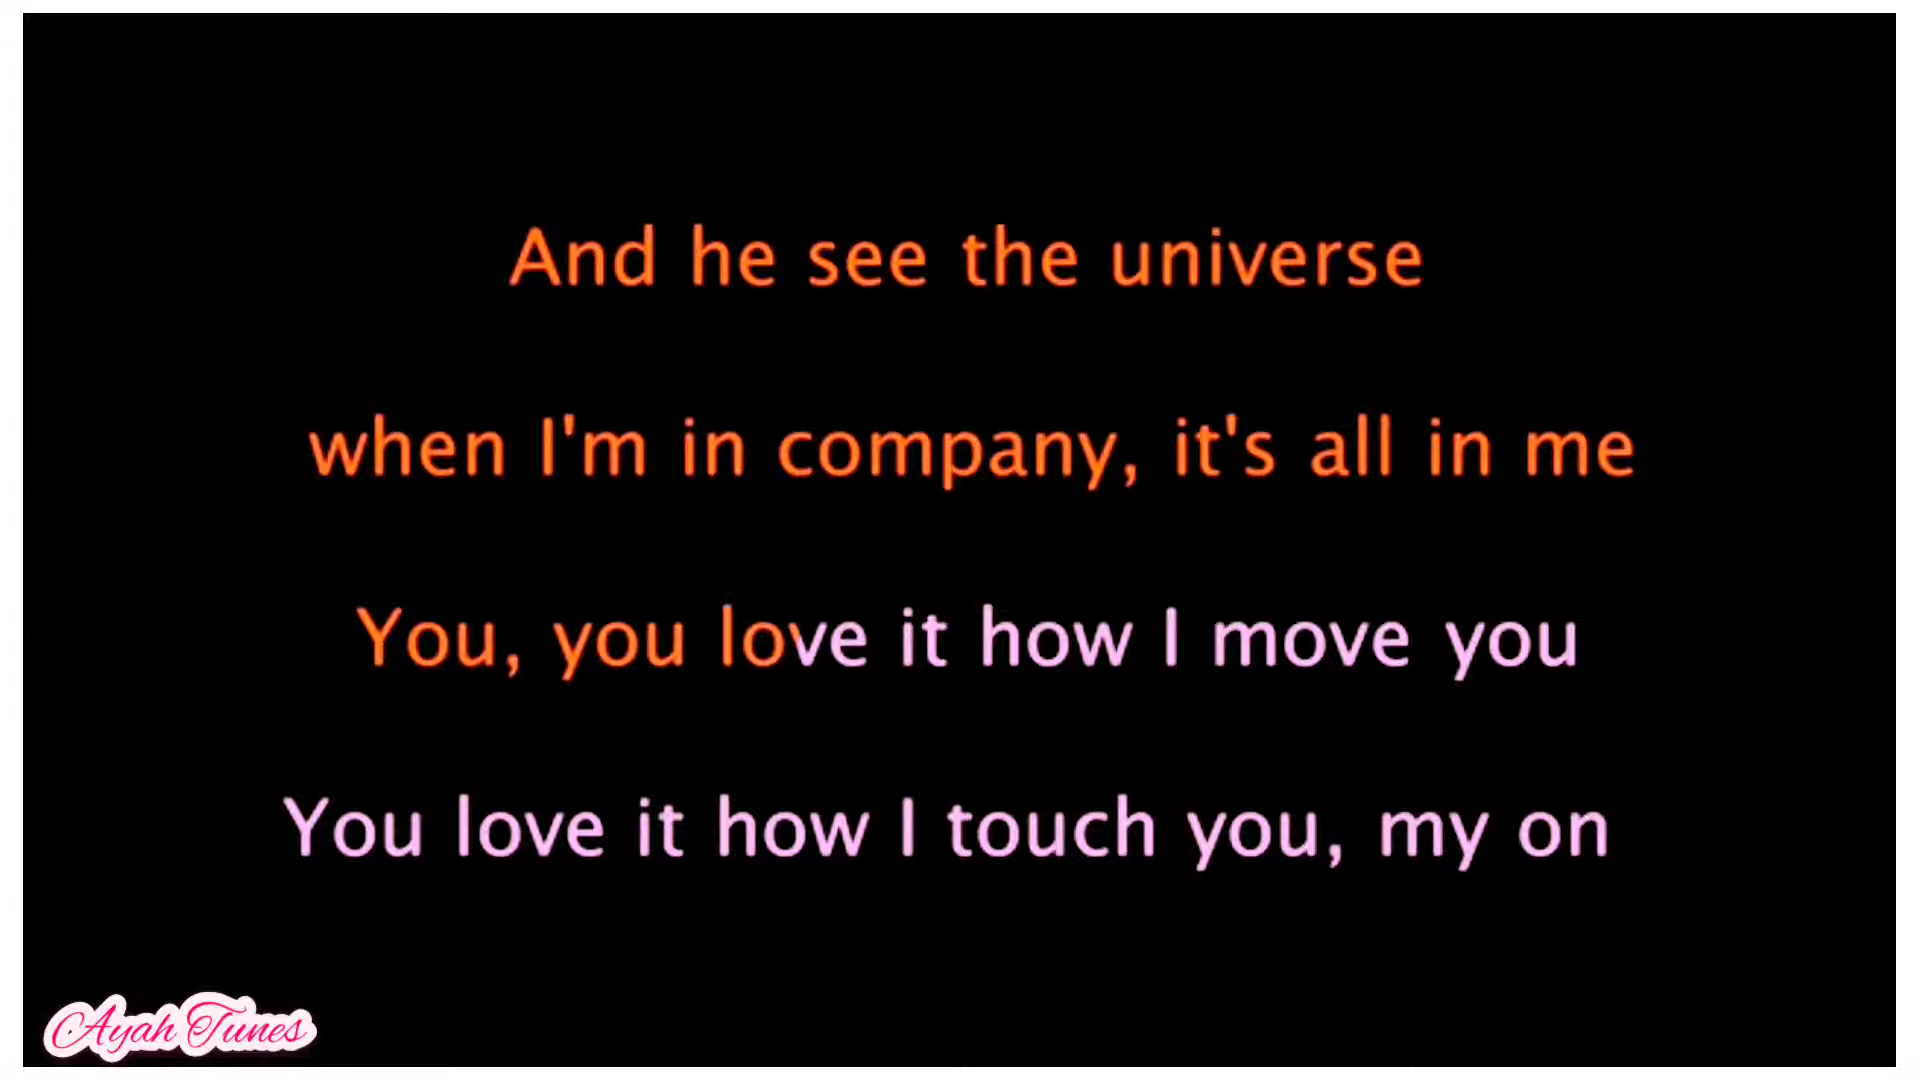 And he see the universe
when I'm in company, it's all in me
You, you love it how I move you
You love it how I touch you, my on
Ayah Tunes